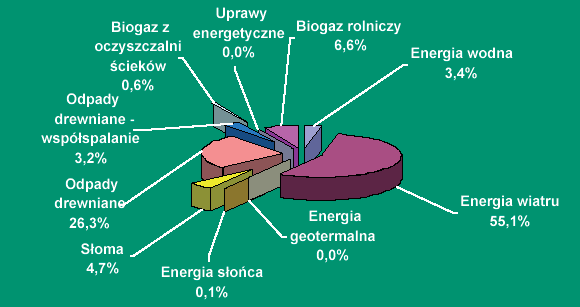 Biogaz z
oczyszczalni
ścieków
0,6%
Uprawy
energetyczne
0,0%
Biogaz rolniczy
6,6%
Energia wodna
3,4%
Odpady
drewniane -
współspalanie
3,2%
Odpady
drewniane
26,3%
Słoma
4,7%
Energia słońca
0,1%
Energia
geotermalna
0,0%
Energia wiatru
55,1%